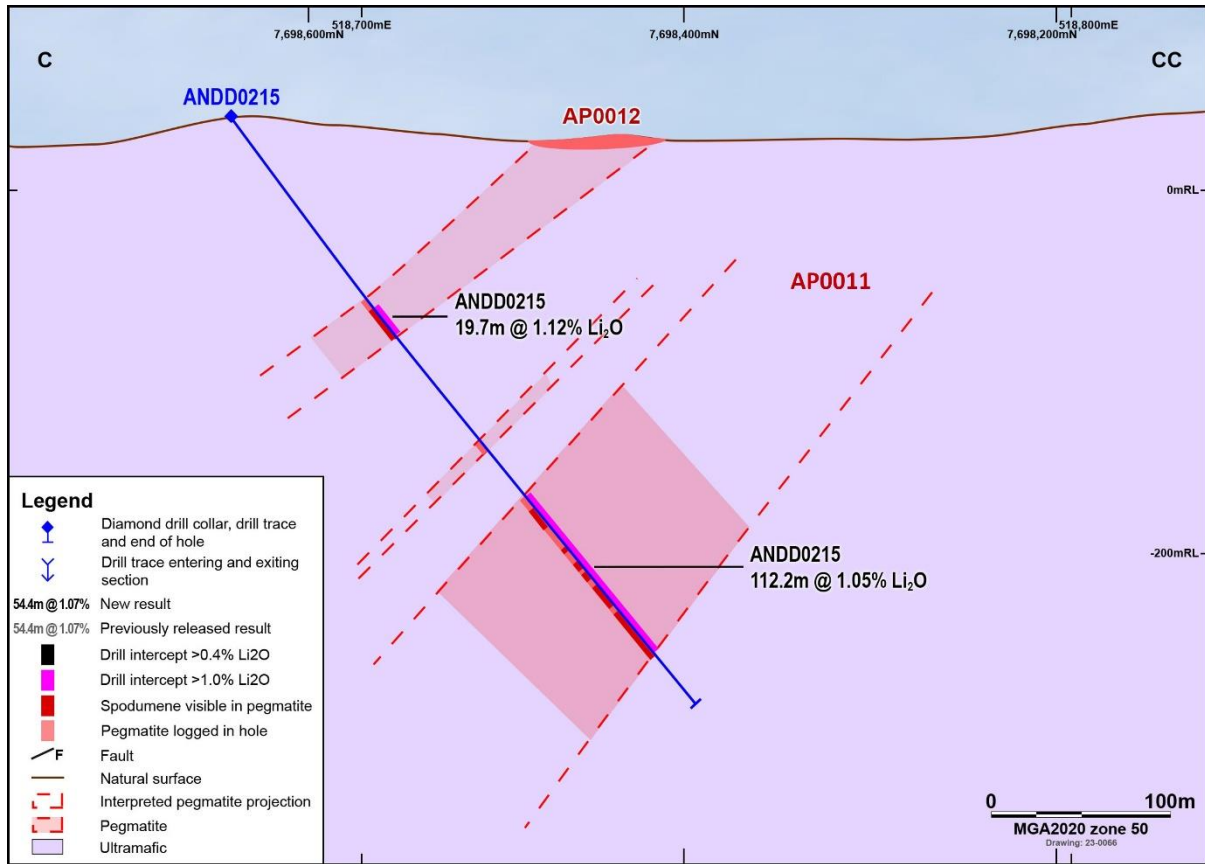 518,700mE
518,800mE
7,698,600mN
7,698,400mN
7,698,200mN
C
CC
ANDD0215
AP0012
0mRL
AP0011
ANDD0215
19.7m @ 1.12% Li₂O
-200mRL
ANDD0215
112.2m @ 1.05% Li₂O
Legend
Diamond drill collar, drill trace
and end of hole
Drill trace entering and exiting
section
54.4m @ 1.07% New result
54.4m @ 1.07% Previously released result
Drill intercept >0.4% Li2O
Drill intercept >1.0% Li2O
Spodumene visible in pegmatite
Pegmatite logged in hole
F Fault
Natural surface
Interpreted pegmatite projection
Pegmatite
Ultramafic
0 100m
MGA2020 zone 50
Drawing: 23-0066